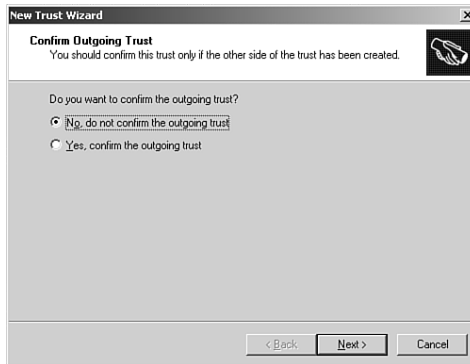 New Trust Wizard
Confirm Outgoing Trust
You should confirm this trust only if the other side of the trust has been created.
Do you want to confirm the outgoing trust?
No, do not confirm the outgoing trust
Yes, confirm the outgoing trust
< Back Next > Cancel